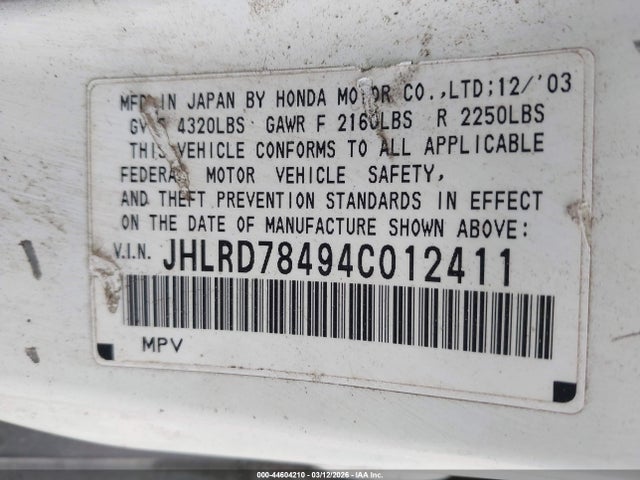 MFD IN JAPAN BY HONDA MOTOR CO.,LTD;12/'03
4320LBS GAWR F 2160LBS R 2250LBS
THIS VEHICLE CONFORMS TO ALL APPLICABLE
FEDERAL MOTOR VEHICLE SAFETY,
AND THEFT PREVENTION STANDARDS IN EFFECT
ON THE DATE OF MANUFACTURE SHOWN ABOVE:
V.I.N. JHLRD78494C012411
MPV
00-44604210 - 03/12/2026 - IAA Corp.